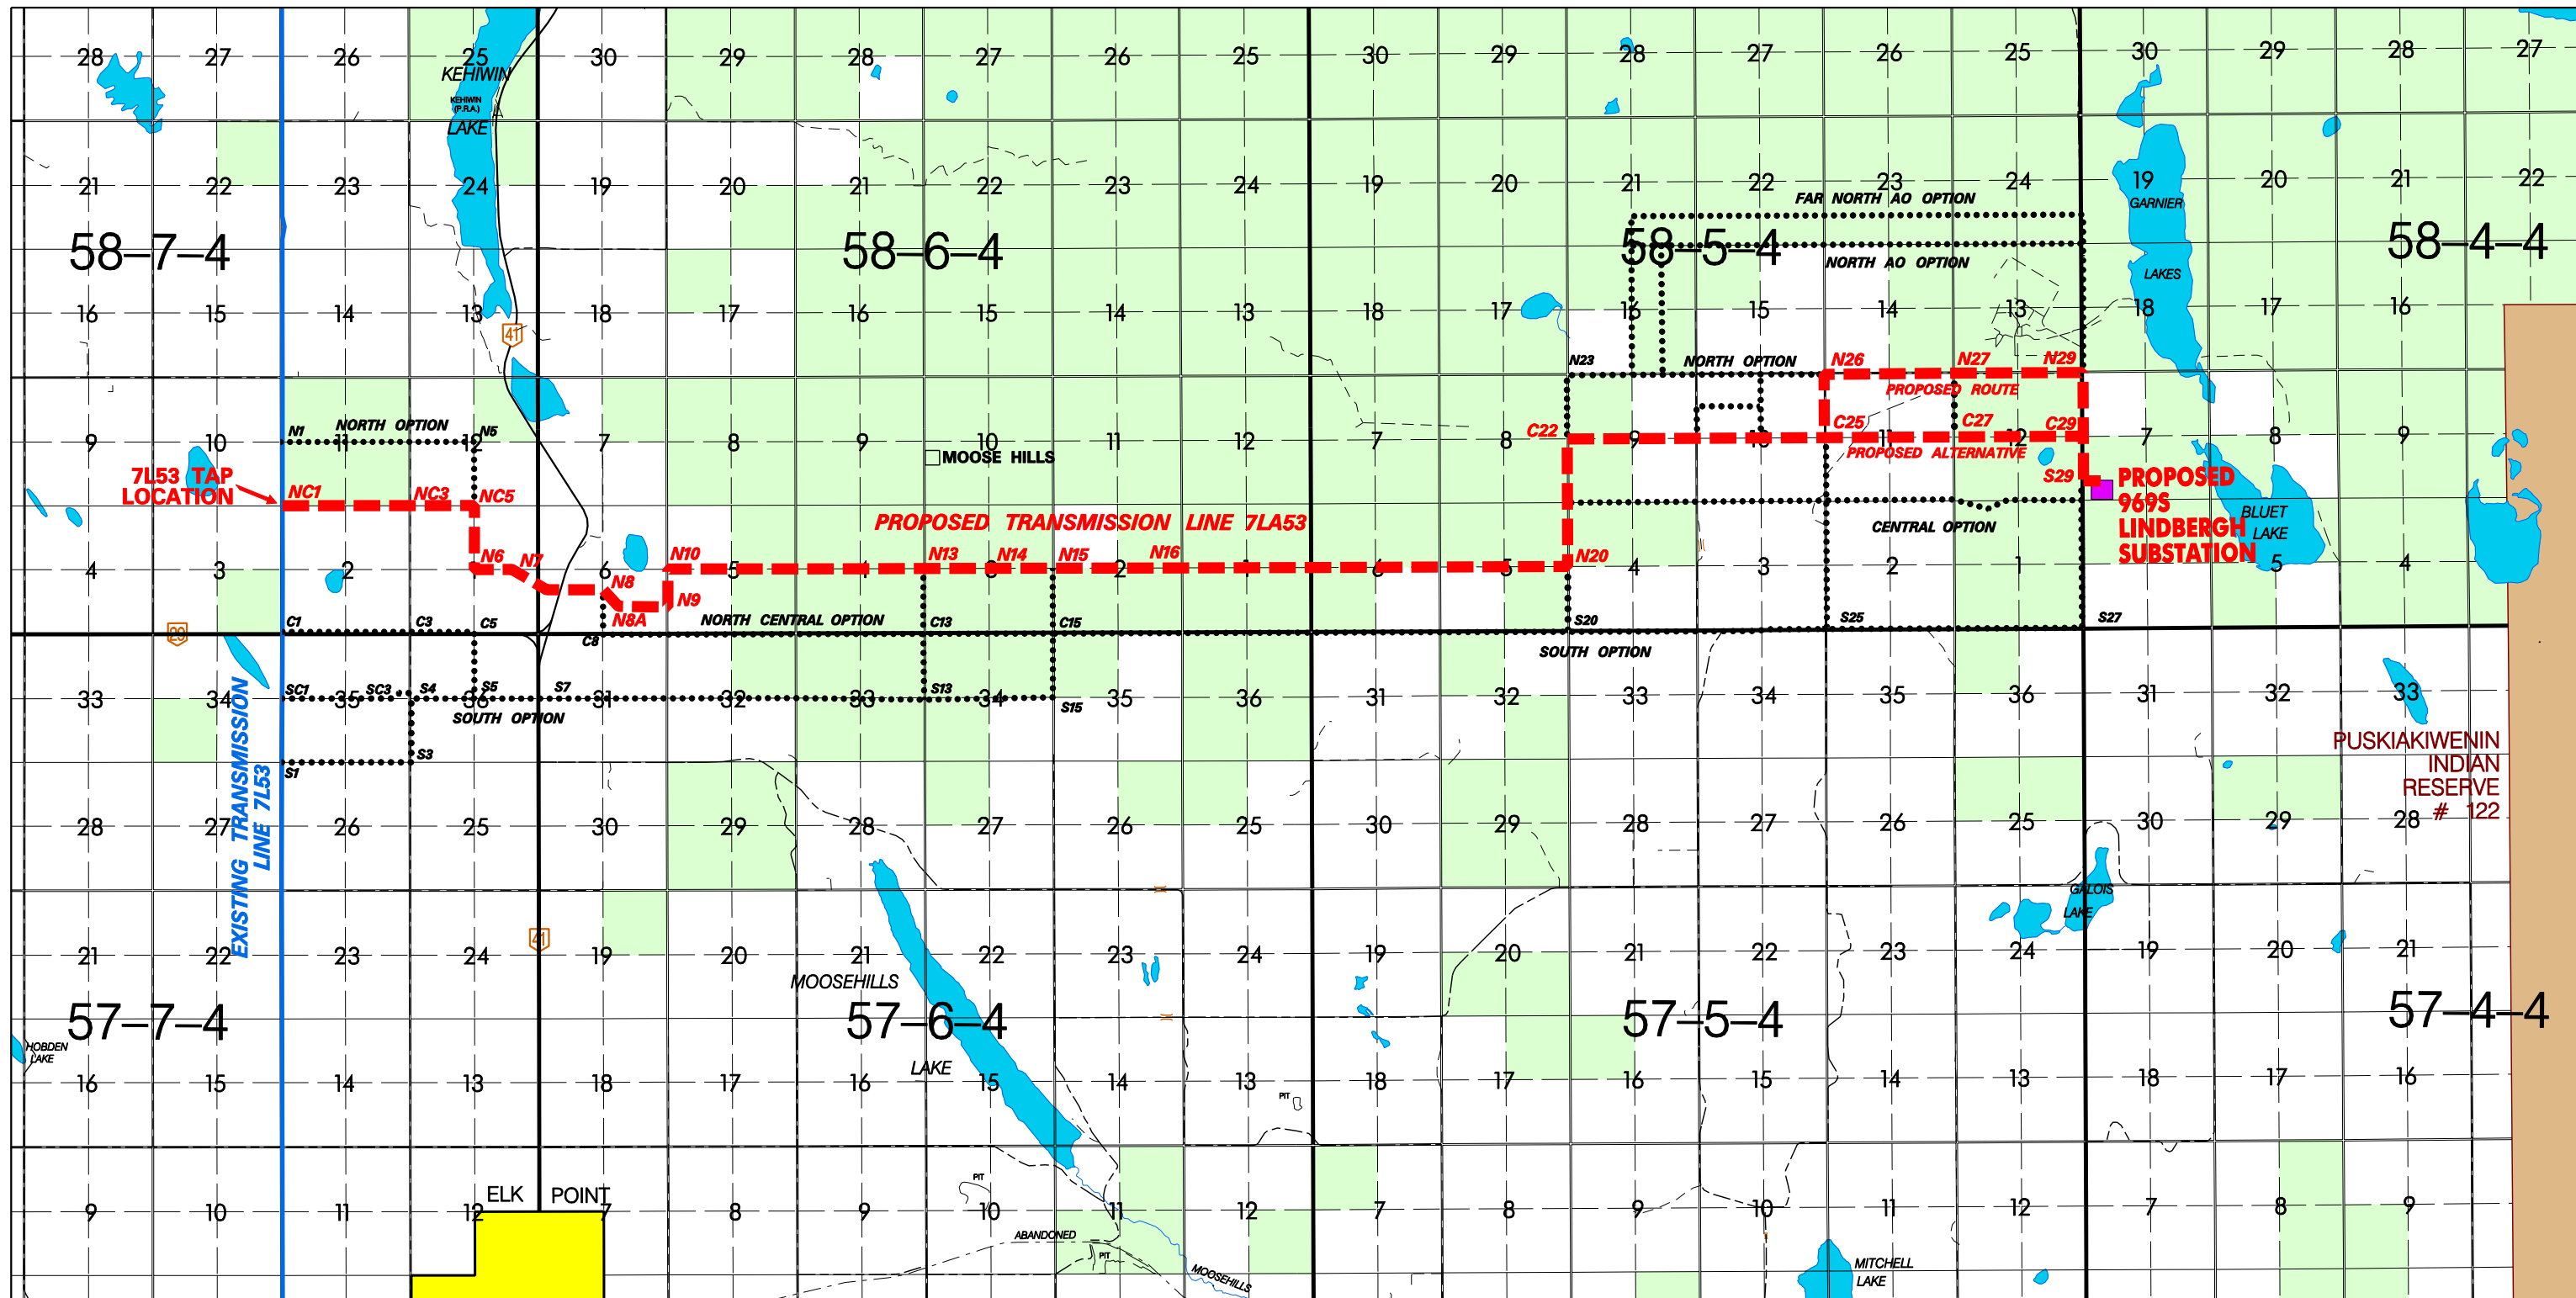 28 27 26 25 30 29 28 27 26 25 30 29 28 27 26 25 30 29 28 27
KEHIWIN
KEHIWIN
(P.R.A.)
LAKE
21 22 23 24 19 20 21 22 23 24 19 20 21 22 23 24 19 20 21 22
FAR NORTH AO OPTION
GARNIER
58–7–4 58–6–4 58–5–4 58–4–4
NORTH AO OPTION
LAKES
16 15 14 13 18 17 16 15 14 13 18 17 16 15 14 13 18 17 16
41
N23 NORTH OPTION N26 N27 N29
PROPOSED ROUTE
N1 NORTH OPTION N5
C22 C25 C27 C29
9 10 11 12 7 8 9 10 11 12 7 8 9 10 11 12 7 8 9
MOOSE HILLS
PROPOSED ALTERNATIVE
7L53 TAP
LOCATION
NC1 NC3 NC5
S29 PROPOSED
969S
LINDBERGH
SUBSTATION
BLUET
LAKE
PROPOSED TRANSMISSION LINE 7LA53
CENTRAL OPTION
N6 N7 N8 N8A N9 N10 N13 N14 N15 N16 N20
4 3 2 6 5 4 3 2 1 6 5 4 3 2 1 5 4
C1 C3 C5 C8 NORTH CENTRAL OPTION C13 C15 S20 S25 S27
29
SOUTH OPTION
SC1 SC3 S4 S5 S7 S13 S15
33 34 35 36 31 32 33 34 35 36 31 32 33 34 35 36 31 32 33
SOUTH OPTION
S1 S3
EXISTING TRANSMISSION
LINE 7L53
PUSKIAKIWENIN
INDIAN
RESERVE
# 122
28 27 26 25 30 29 28 27 26 25 30 29 28 27 26 25 30 29 28
GALOIS
LAKE
41
21 22 23 24 19 20 21 22 23 24 19 20 21 22 23 24 19 20 21
MOOSEHILLS
LAKE
57–7–4 57–6–4 57–5–4 57–4–4
HOBDEN
LAKE
16 15 14 13 18 17 16 15 14 13 18 17 16 15 14 13 18 17 16
PIT
PIT
ELK POINT
9 10 11 12 7 8 9 10 11 12 7 8 9 10 11 12 7 8 9
ABANDONED
PIT
MOOSEHILLS
MITCHELL
LAKE